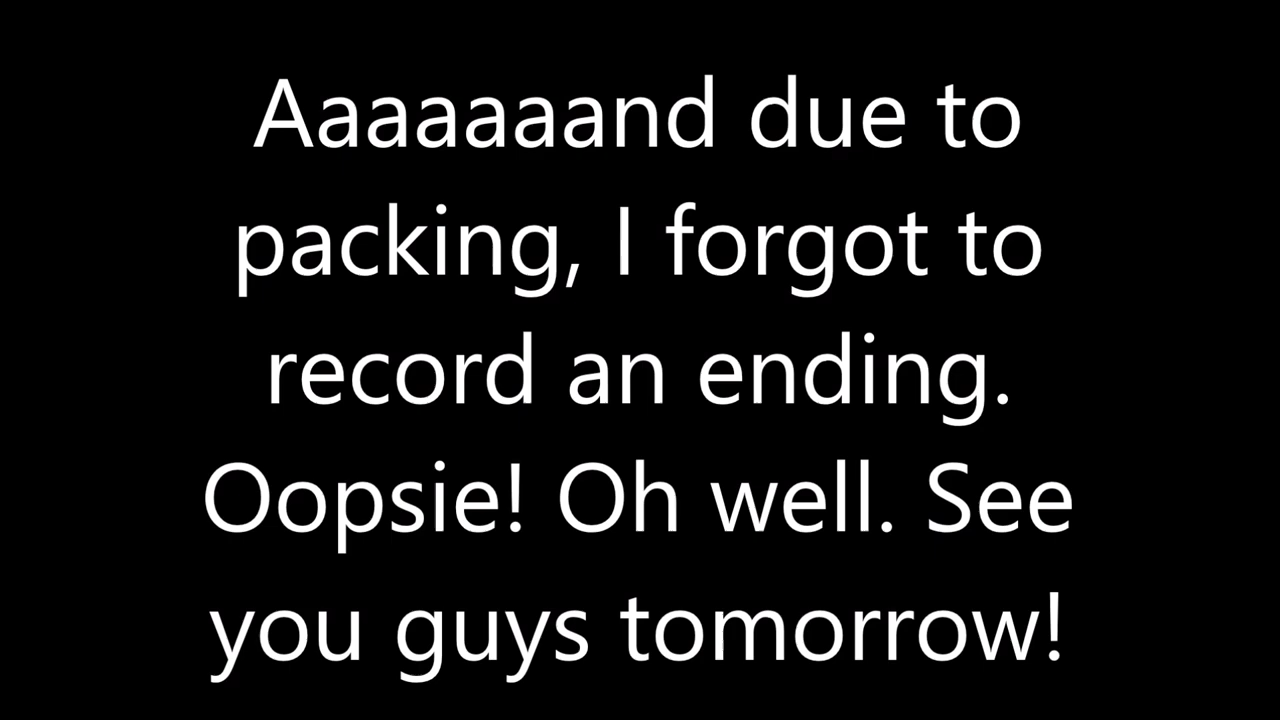 Aaaaaaand due to
packing, I forgot to
record an ending.
Oopsie! Oh well. See
you guys tomorrow!